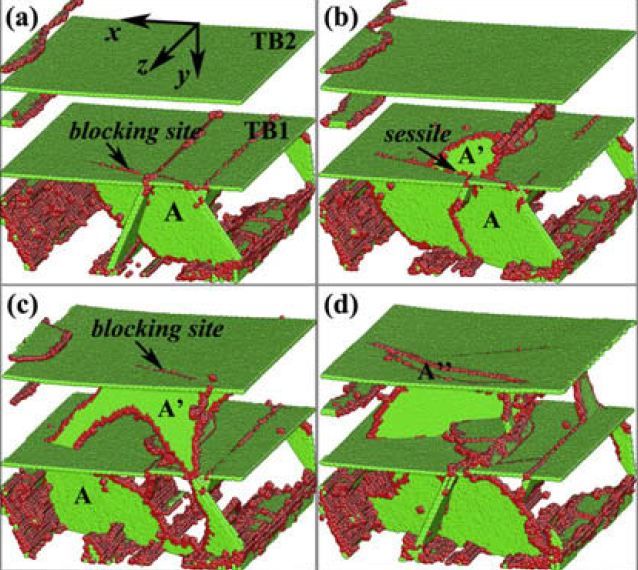 (a)
x
z
y
TB2
blocking site
TB1
A
(b)
sessile
A'
A
(c)
blocking site
A'
A
(d)
A''